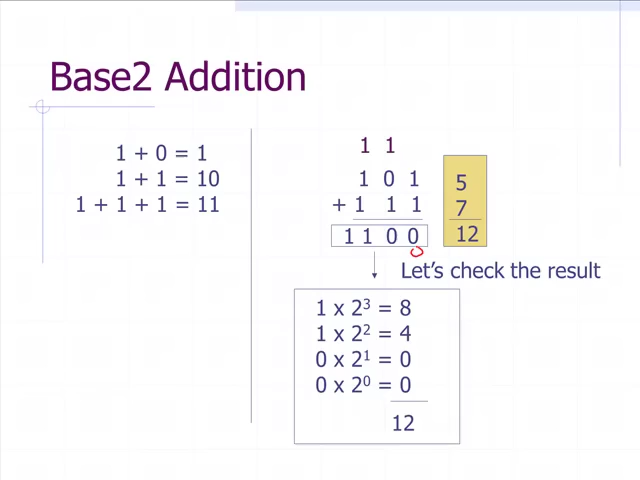 Base2 Addition
1 + 0 = 1
1 + 1 = 10
1 + 1 + 1 = 11
1 1
1 0 1
+ 1 1 1
1 1 0 0
5
7
12
Let's check the result
1 x 2³ = 8
1 x 2² = 4
0 x 2¹ = 0
0 x 2⁰ = 0
12